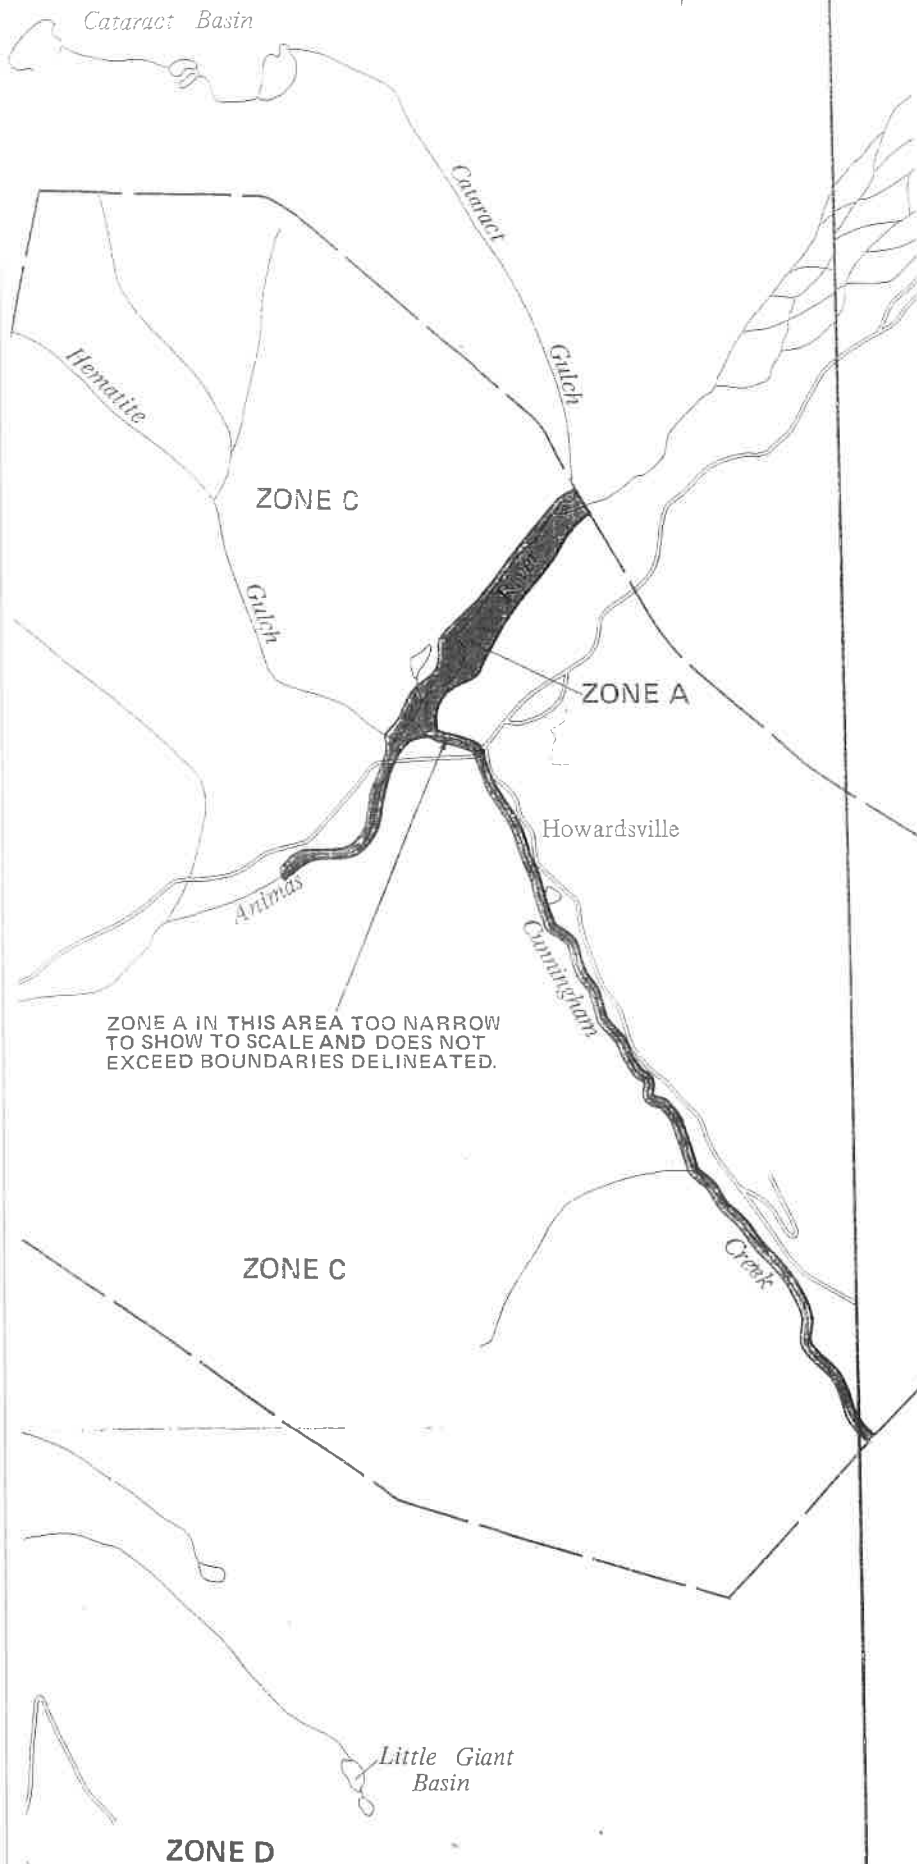 Cataract Basin
Cataract
Gulch
Hematite
ZONE C
Gulch
River
ZONE A
Howardsville
Animas
Cunningham
ZONE A IN THIS AREA TOO NARROW
TO SHOW TO SCALE AND DOES NOT
EXCEED BOUNDARIES DELINEATED.
ZONE C
Creek
Little Giant
Basin
ZONE D